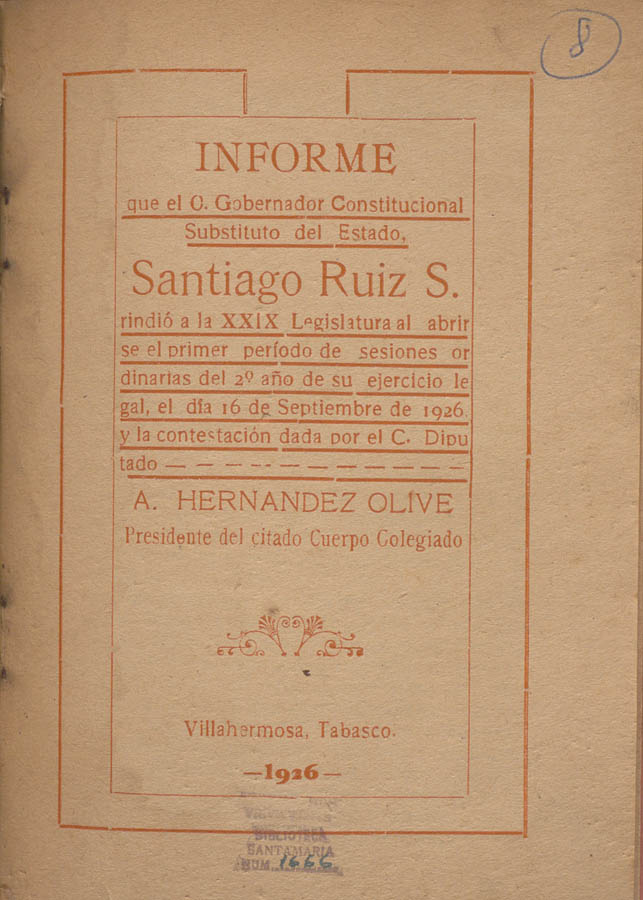 8
INFORME
que el C. Gobernador Constitucional
Substituto del Estado,
Santiago Ruiz S.
rindió a la XXIX Legislatura al abrir
se el primer período de sesiones or
dinarias del 2º año de su ejercicio le
gal, el día 16 de Septiembre de 1926.
y la contestación dada por el C. Dipu
tado — — — - - — — — — — — —
A. HERNANDEZ OLIVE
Presidente del citado Cuerpo Colegiado
Villahermosa, Tabasco.
—1926—
BIBLIOTECA
SANTAMARIA
NUM. 1666